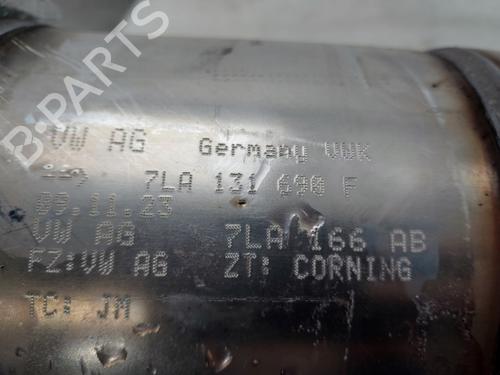 B-PARTS
VW AG Germany VWK
7LA 131 690 F
09.11.23
VW AG 7LA 166 AB
FZ:VW AG ZT: CORNING
TC: JM